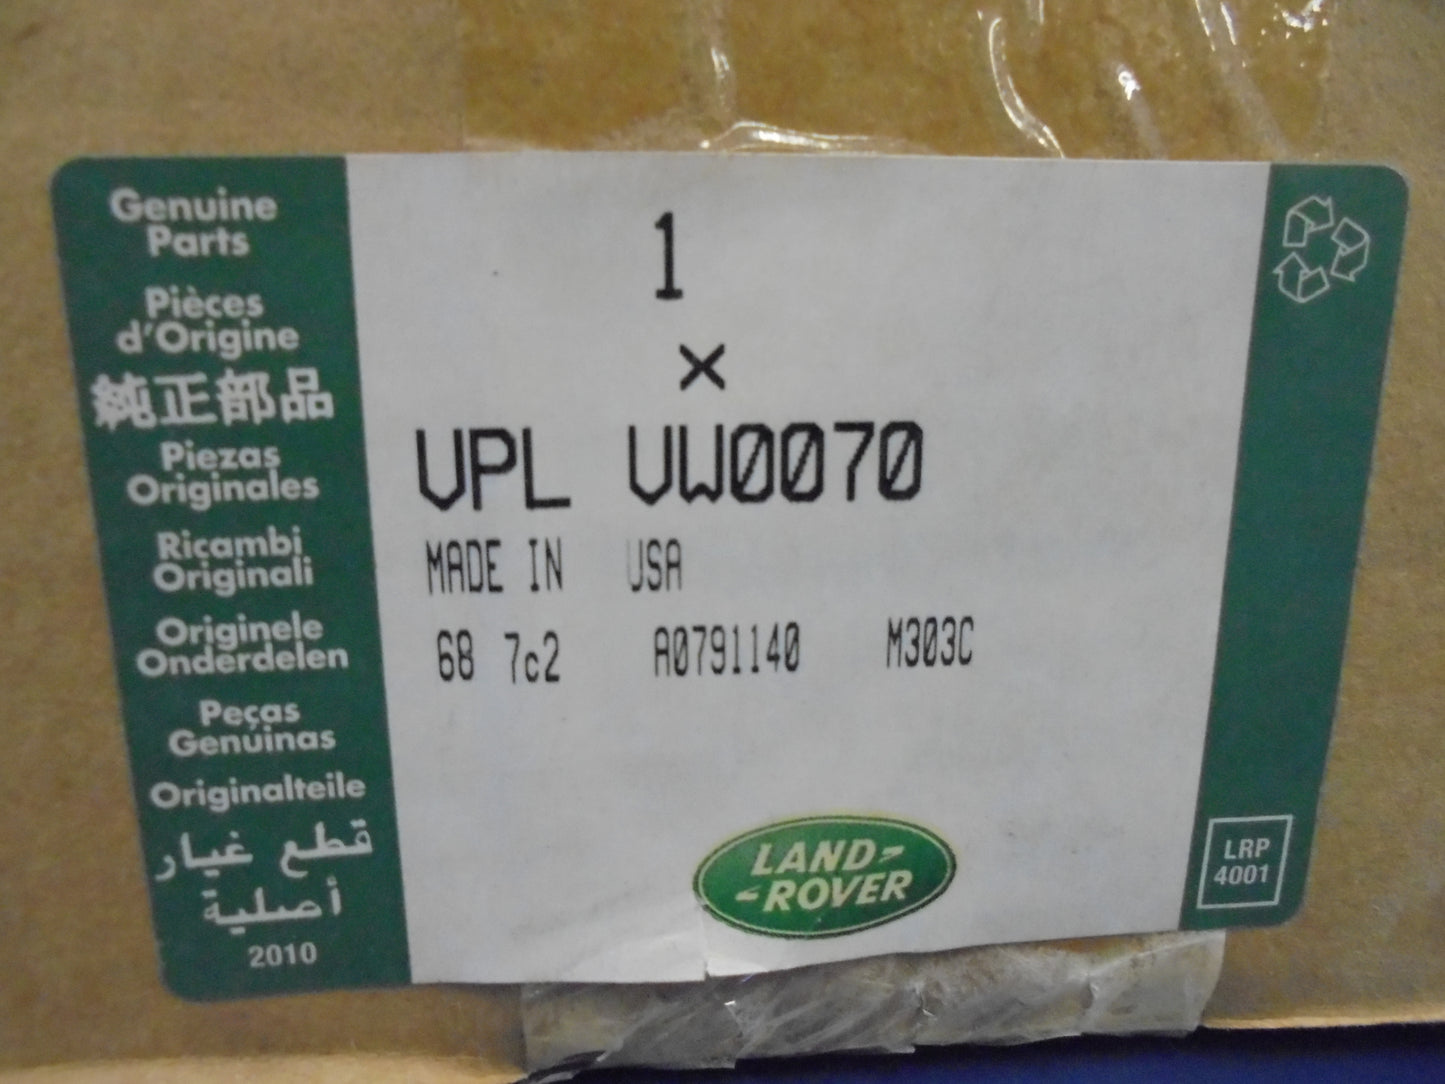 Genuine
Parts
Pièces
d'Origine
純正部品
Piezas
Originales
Ricambi
Originali
Originele
Onderdelen
Peças
Genuinas
Originalteile
قطع غيار
أصلية
2010
1
×
VPL VW0070
MADE IN USA
68 7c2 A0791140 M303C
LAND
ROVER
LRP
4001